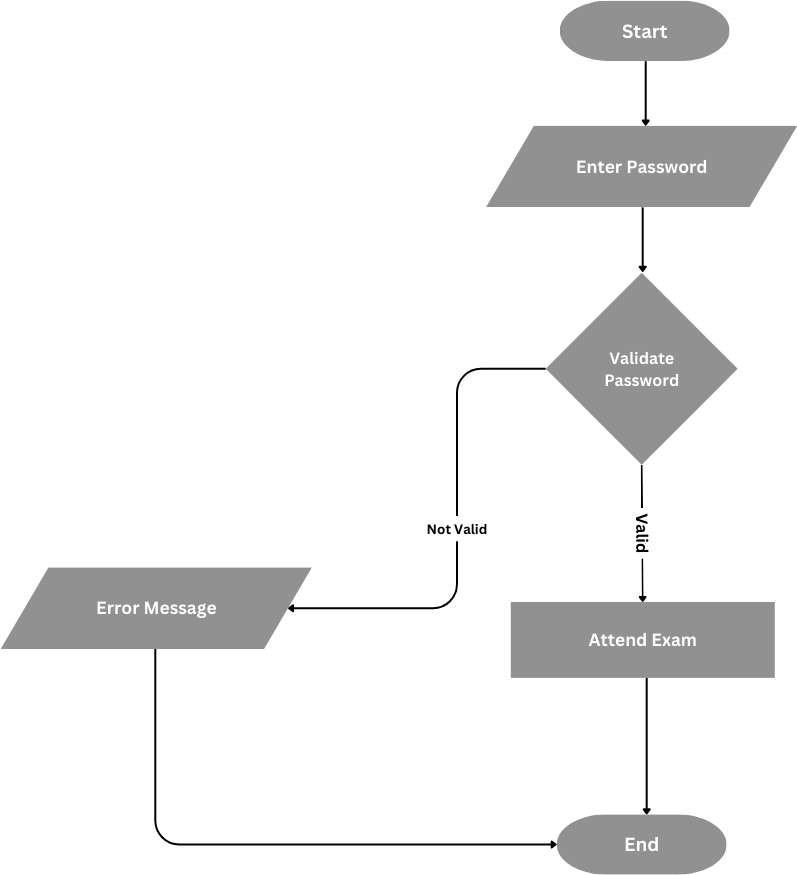 Start
Enter Password
Validate
Password
Not Valid
Valid
Error Message
Attend Exam
End